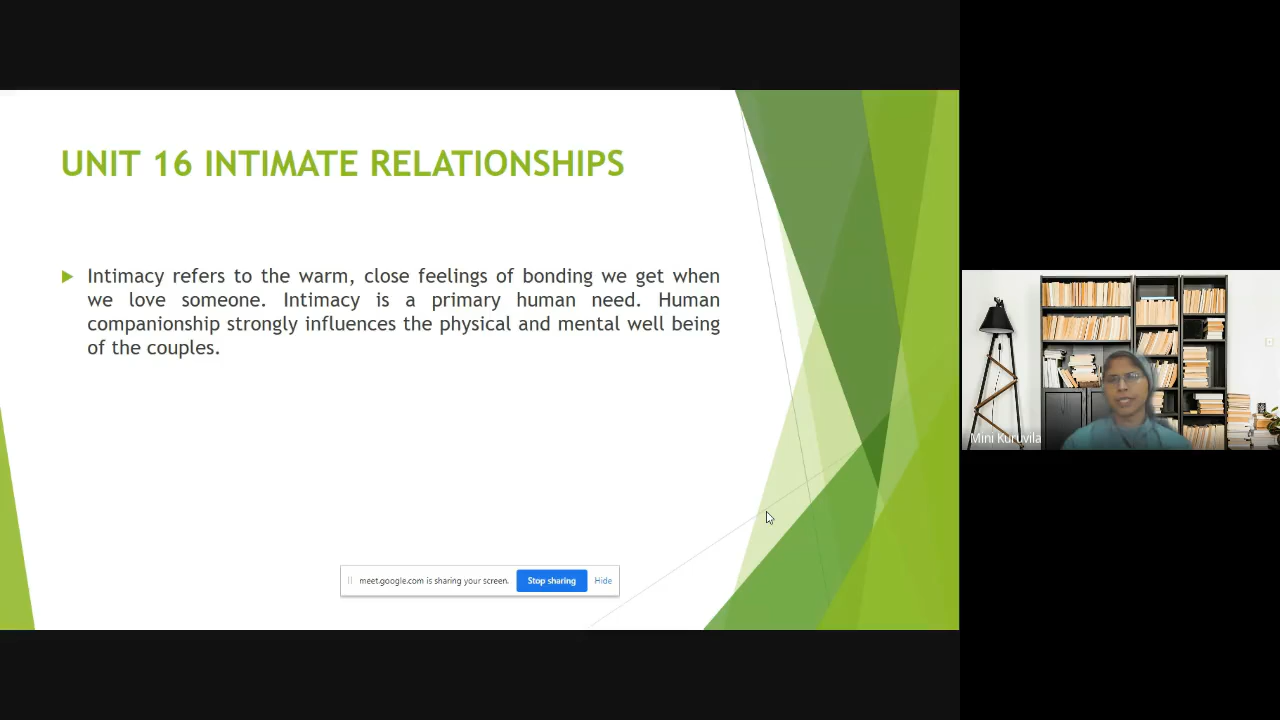 UNIT 16 INTIMATE RELATIONSHIPS
Intimacy refers to the warm, close feelings of bonding we get when
we love someone. Intimacy is a primary human need. Human
companionship strongly influences the physical and mental well being
of the couples.
meet.google.com is sharing your screen. Stop sharing Hide
Mini Kuruvila